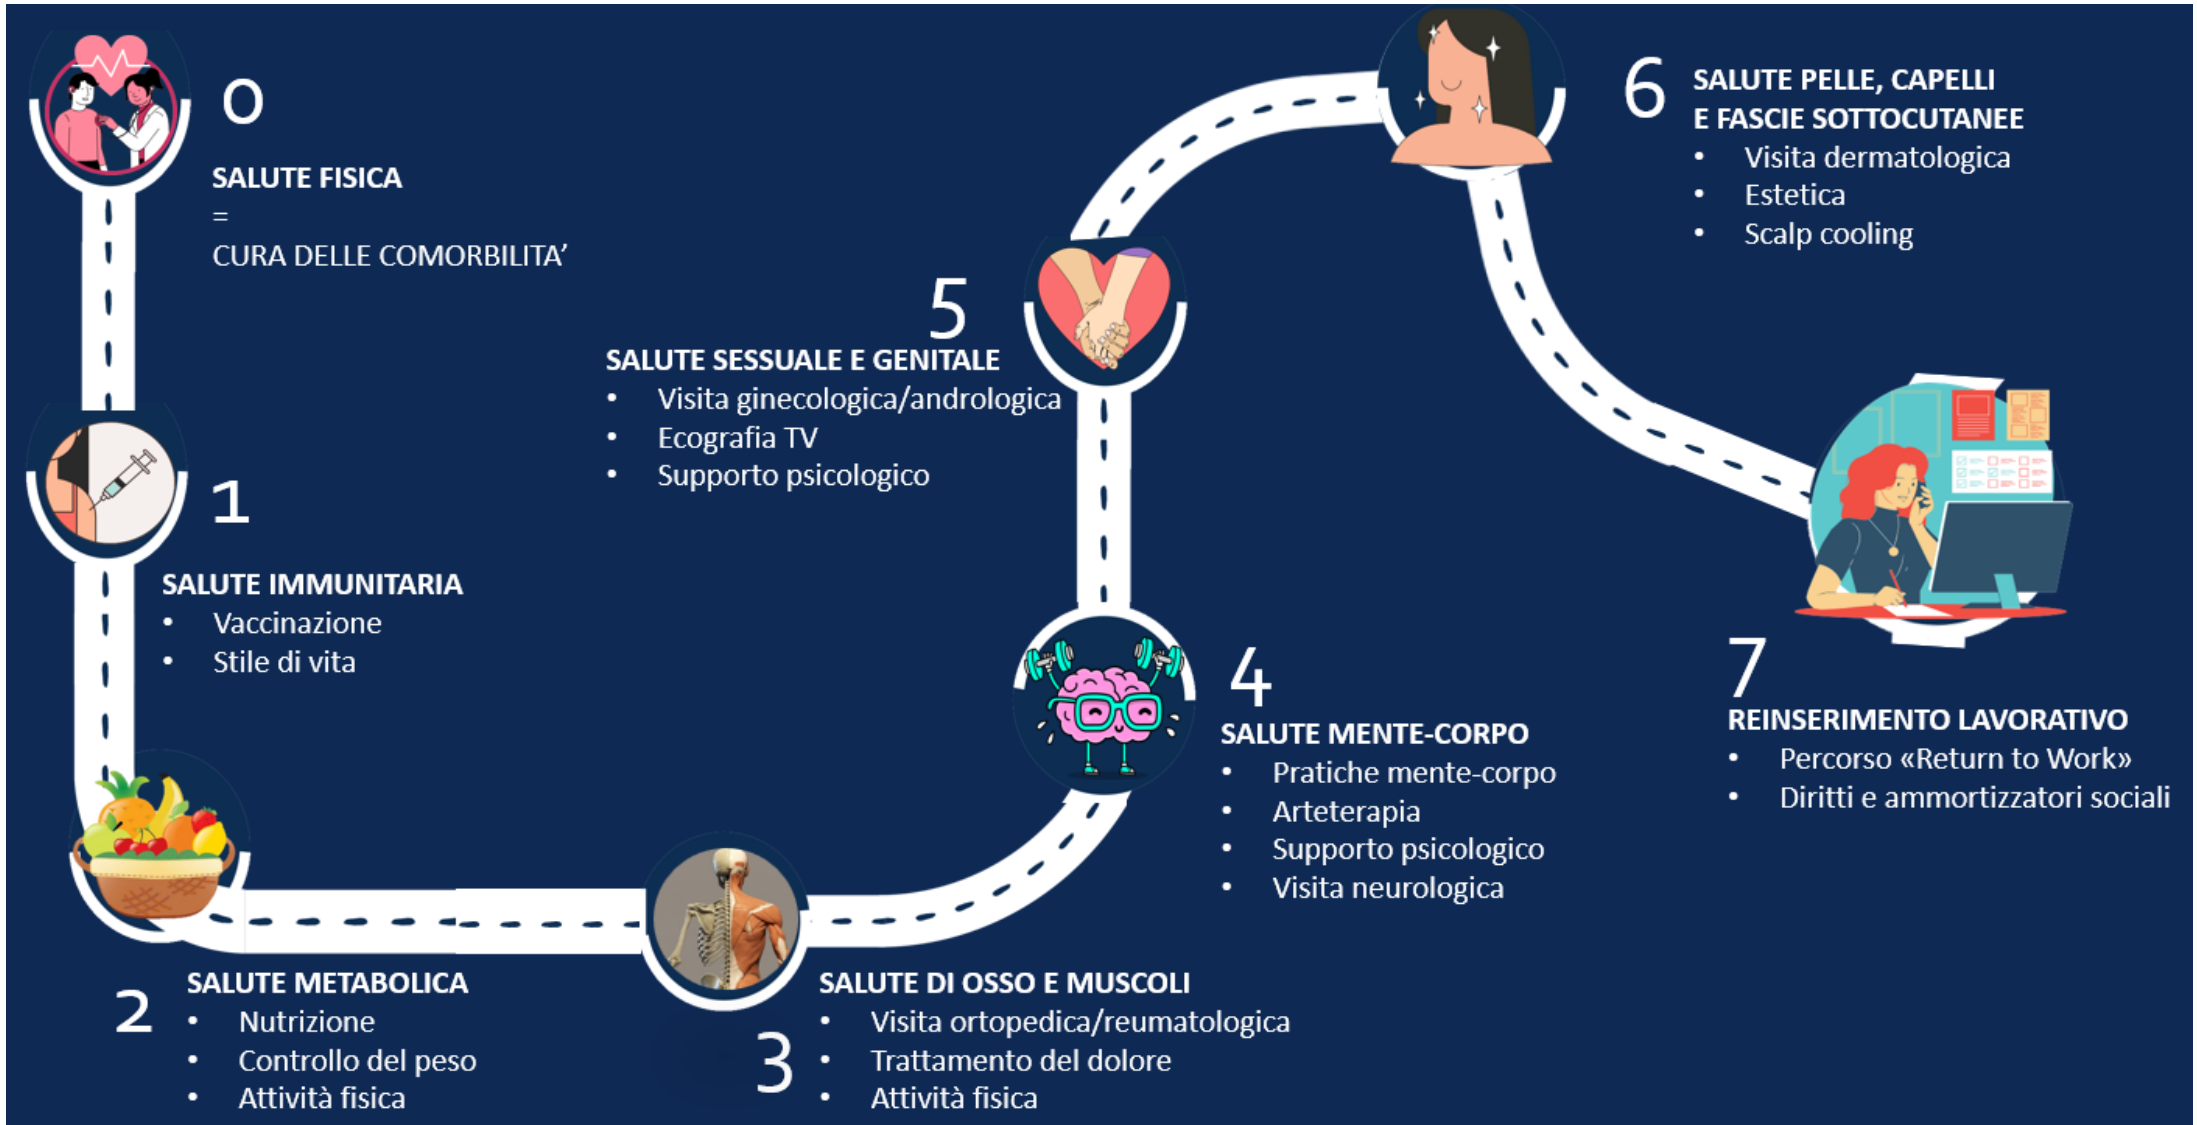 0
SALUTE FISICA
=
CURA DELLE COMORBILITA’
1
SALUTE IMMUNITARIA
• Vaccinazione
• Stile di vita
2
SALUTE METABOLICA
• Nutrizione
• Controllo del peso
• Attività fisica
3
SALUTE DI OSSO E MUSCOLI
• Visita ortopedica/reumatologica
• Trattamento del dolore
• Attività fisica
4
SALUTE MENTE-CORPO
• Pratiche mente-corpo
• Arteterapia
• Supporto psicologico
• Visita neurologica
5
SALUTE SESSUALE E GENITALE
• Visita ginecologica/andrologica
• Ecografia TV
• Supporto psicologico
6
SALUTE PELLE, CAPELLI
E FASCIE SOTTOCUTANEE
• Visita dermatologica
• Estetica
• Scalp cooling
7
REINSERIMENTO LAVORATIVO
• Percorso «Return to Work»
• Diritti e ammortizzatori sociali